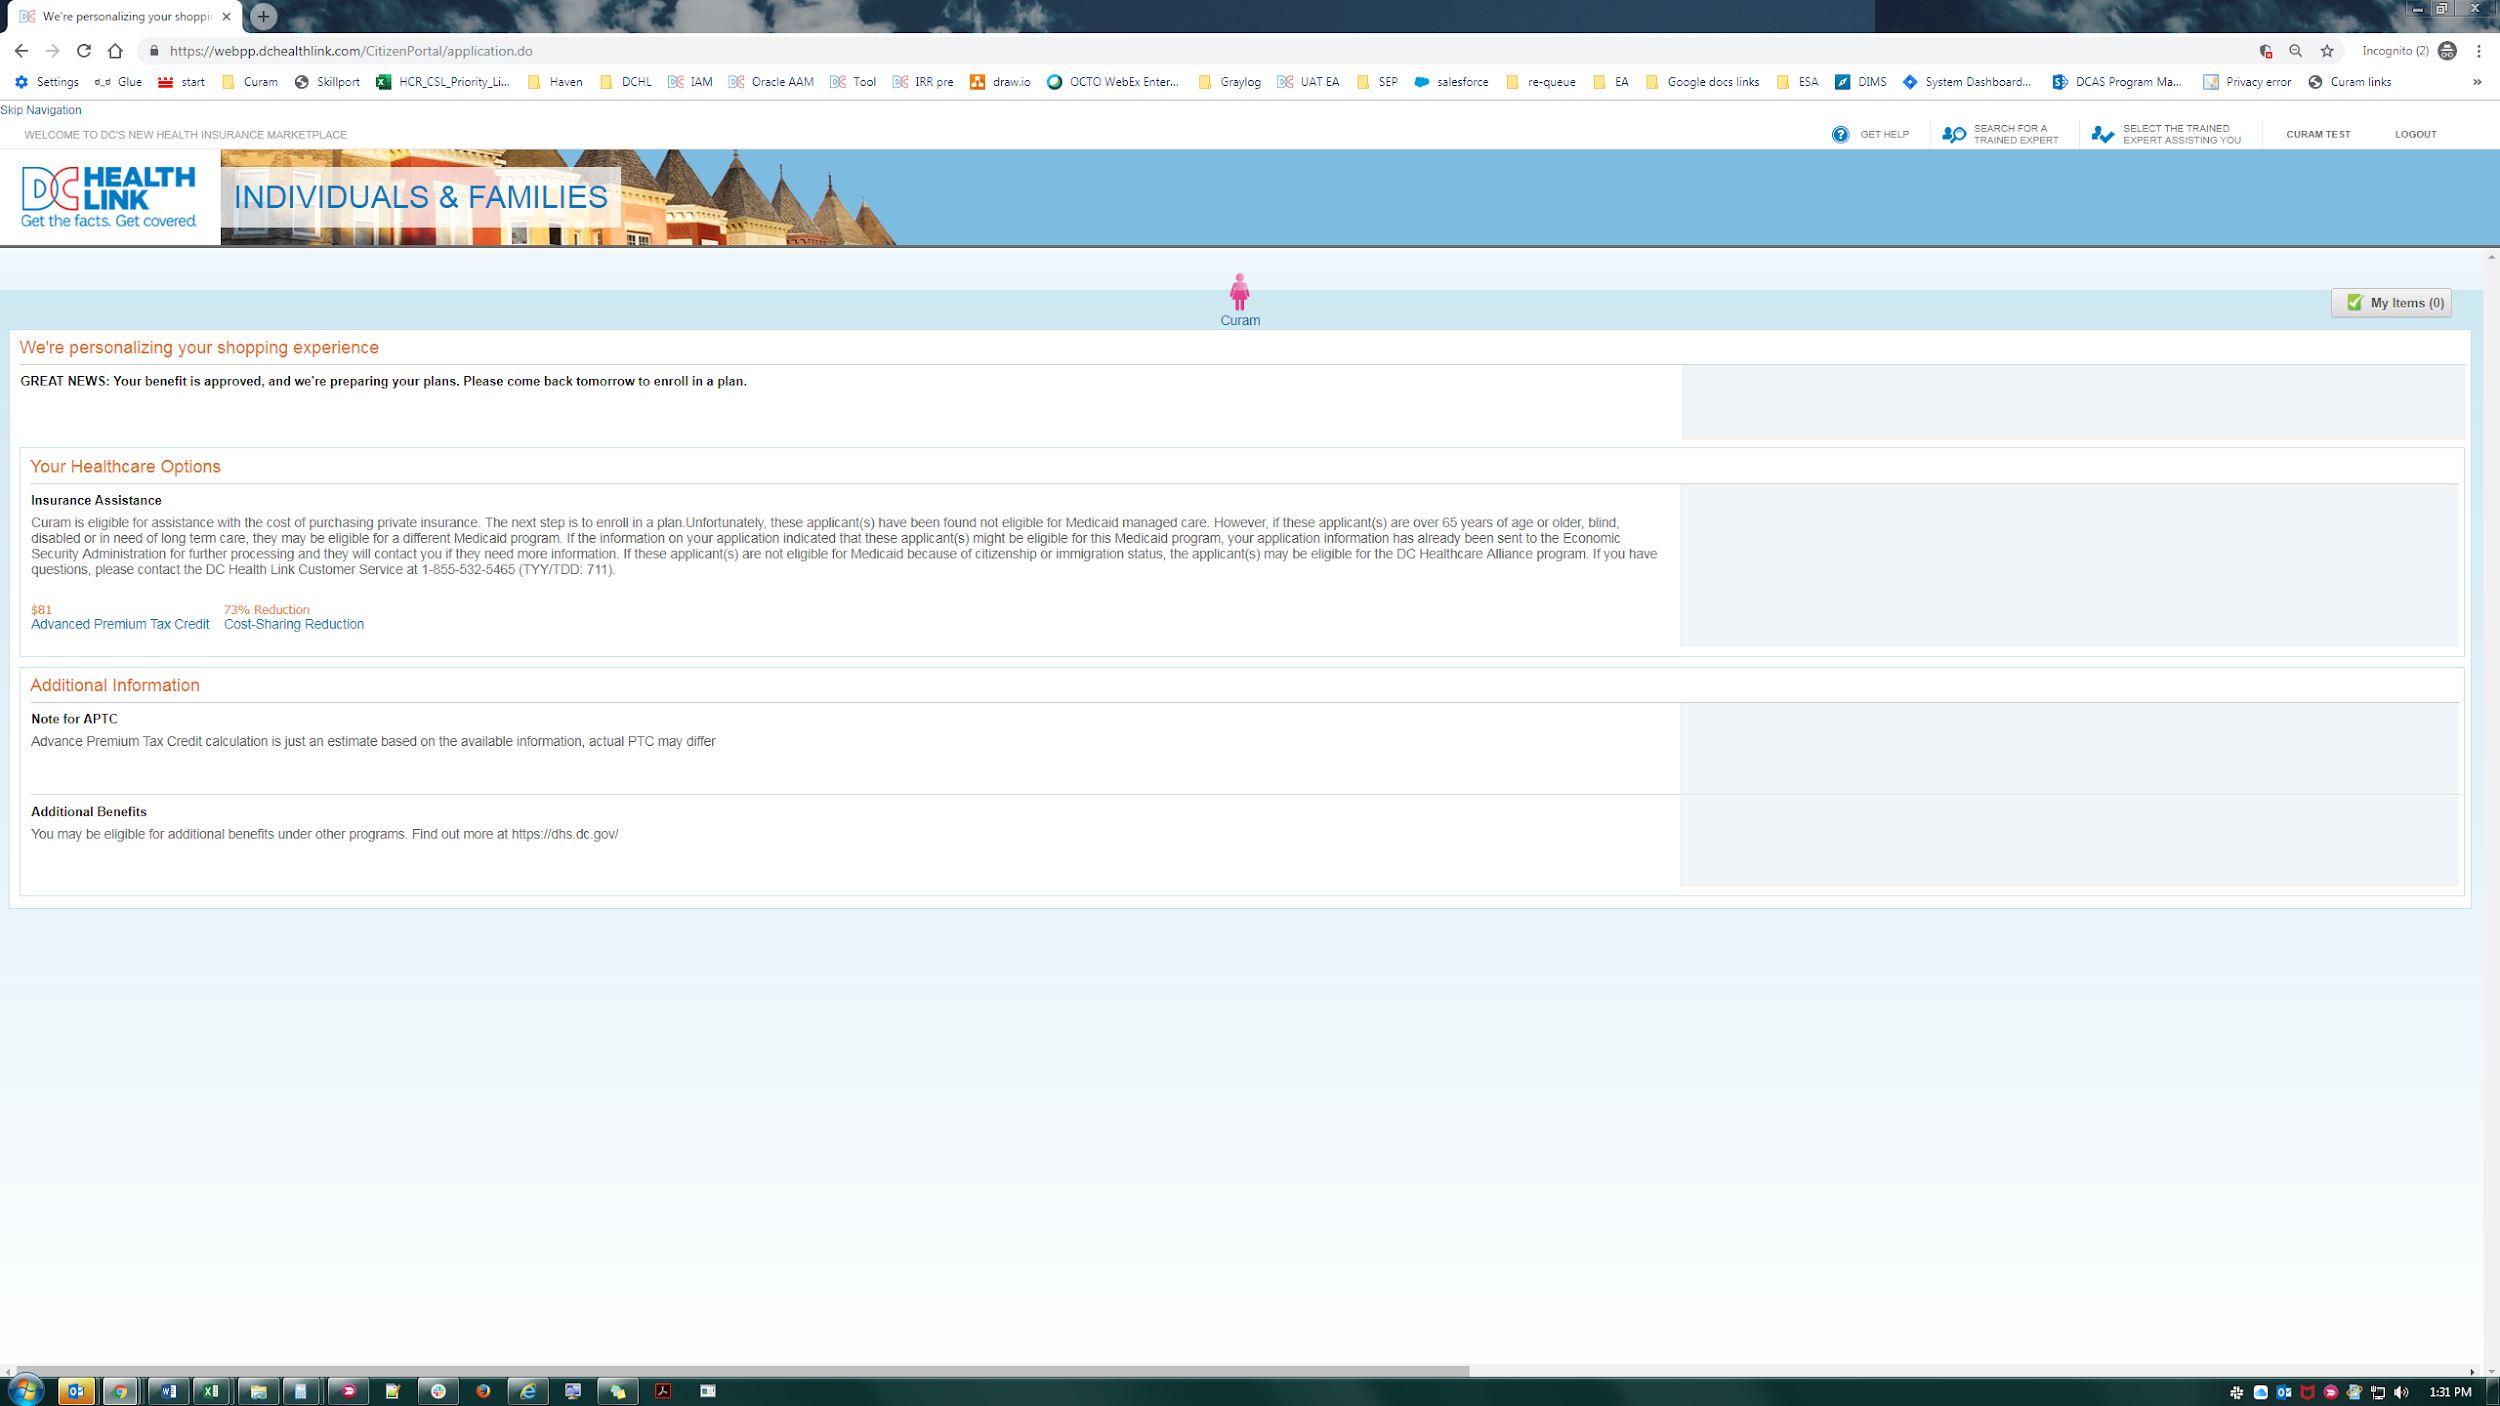 We're personalizing your shoppi
https://webpp.dchealthlink.com/CitizenPortal/application.do
Incognito (2)
Settings Glue start Curam Skillport HCR_CSL_Priority_Li... Haven DCHL IAM Oracle AAM Tool IRR pre draw.io OCTO WebEx Enter... Graylog UAT EA SEP salesforce re-queue EA Google docs links ESA DIMS System Dashboard... DCAS Program Ma... Privacy error Curam links »
Skip Navigation
WELCOME TO DC'S NEW HEALTH INSURANCE MARKETPLACE
GET HELP
SEARCH FOR A
TRAINED EXPERT
SELECT THE TRAINED
EXPERT ASSISTING YOU
CURAM TEST
LOGOUT
DC HEALTH
LINK
Get the facts. Get covered.
INDIVIDUALS & FAMILIES
Curam
My Items (0)
We're personalizing your shopping experience
GREAT NEWS: Your benefit is approved, and we're preparing your plans. Please come back tomorrow to enroll in a plan.
Your Healthcare Options
Insurance Assistance
Curam is eligible for assistance with the cost of purchasing private insurance. The next step is to enroll in a plan.Unfortunately, these applicant(s) have been found not eligible for Medicaid managed care. However, if these applicant(s) are over 65 years of age or older, blind,
disabled or in need of long term care, they may be eligible for a different Medicaid program. If the information on your application indicated that these applicant(s) might be eligible for this Medicaid program, your application information has already been sent to the Economic
Security Administration for further processing and they will contact you if they need more information. If these applicant(s) are not eligible for Medicaid because of citizenship or immigration status, the applicant(s) may be eligible for the DC Healthcare Alliance program. If you have
questions, please contact the DC Health Link Customer Service at 1-855-532-5465 (TYY/TDD: 711).
$81 73% Reduction
Advanced Premium Tax Credit Cost-Sharing Reduction
Additional Information
Note for APTC
Advance Premium Tax Credit calculation is just an estimate based on the available information, actual PTC may differ
Additional Benefits
You may be eligible for additional benefits under other programs. Find out more at https://dhs.dc.gov/
1:31 PM